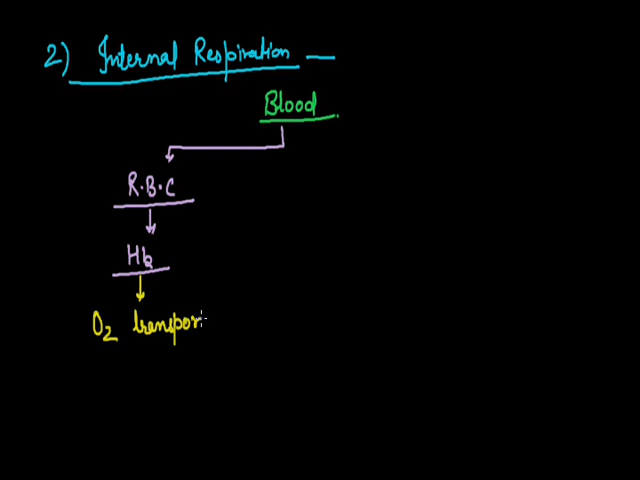 2) Internal Respiration —
Blood
R.B.C
Hb
O2 transpor